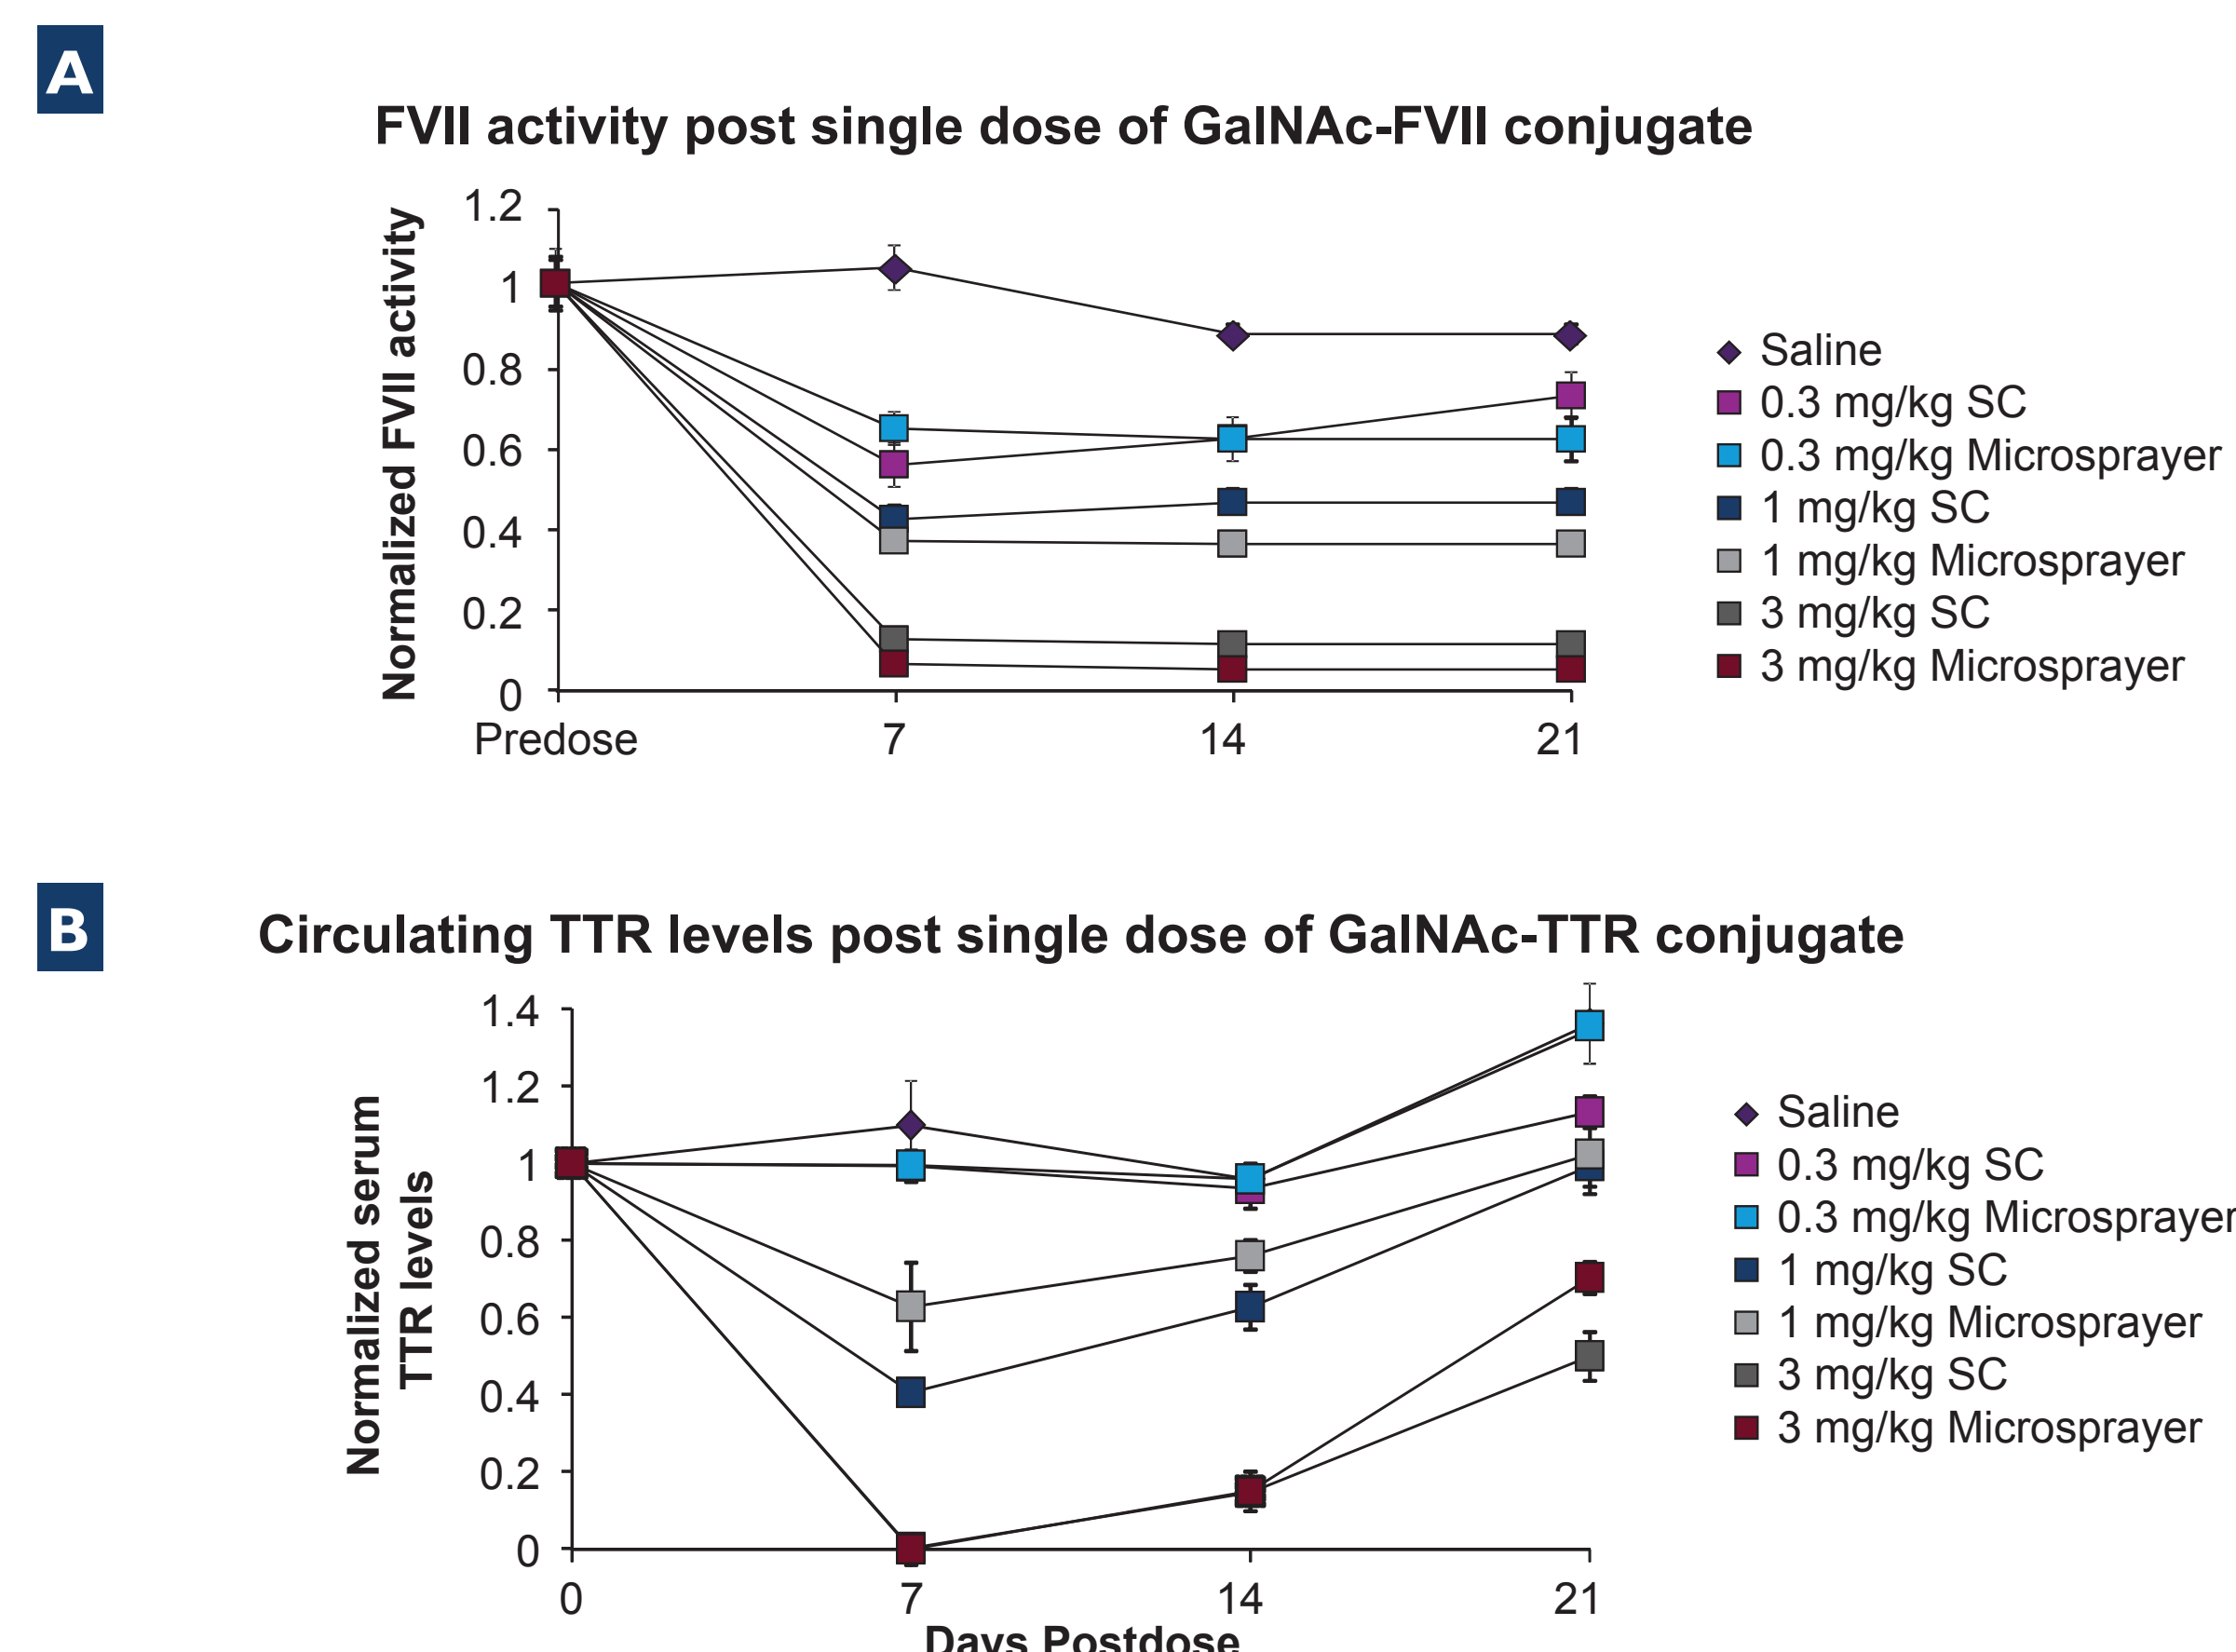 A
FVII activity post single dose of GalNAc-FVII conjugate
Normalized FVII activity
1.2
1
0.8
0.6
0.4
0.2
0
Predose 7 14 21
Saline
0.3 mg/kg SC
0.3 mg/kg Microsprayer
1 mg/kg SC
1 mg/kg Microsprayer
3 mg/kg SC
3 mg/kg Microsprayer
B
Circulating TTR levels post single dose of GalNAc-TTR conjugate
Normalized serum
TTR levels
1.4
1.2
1
0.8
0.6
0.4
0.2
0
0 7 14 21
Days Postdose
Saline
0.3 mg/kg SC
0.3 mg/kg Microsprayer
1 mg/kg SC
1 mg/kg Microsprayer
3 mg/kg SC
3 mg/kg Microsprayer